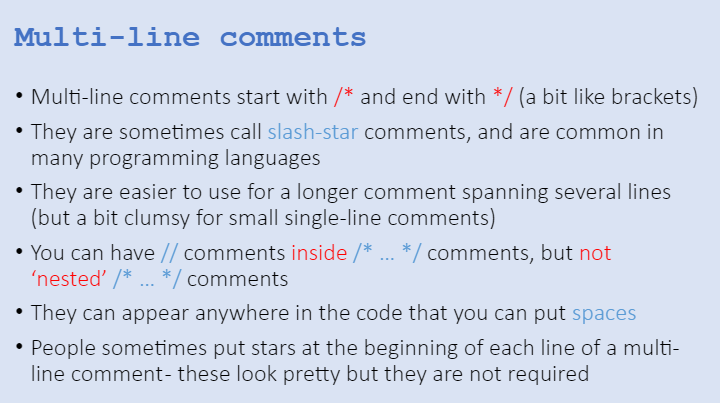 Multi-line comments
• Multi-line comments start with /* and end with */ (a bit like brackets)
• They are sometimes call slash-star comments, and are common in
many programming languages
• They are easier to use for a longer comment spanning several lines
(but a bit clumsy for small single-line comments)
• You can have // comments inside /* … */ comments, but not
‘nested’ /* … */ comments
• They can appear anywhere in the code that you can put spaces
• People sometimes put stars at the beginning of each line of a multi-
line comment- these look pretty but they are not required